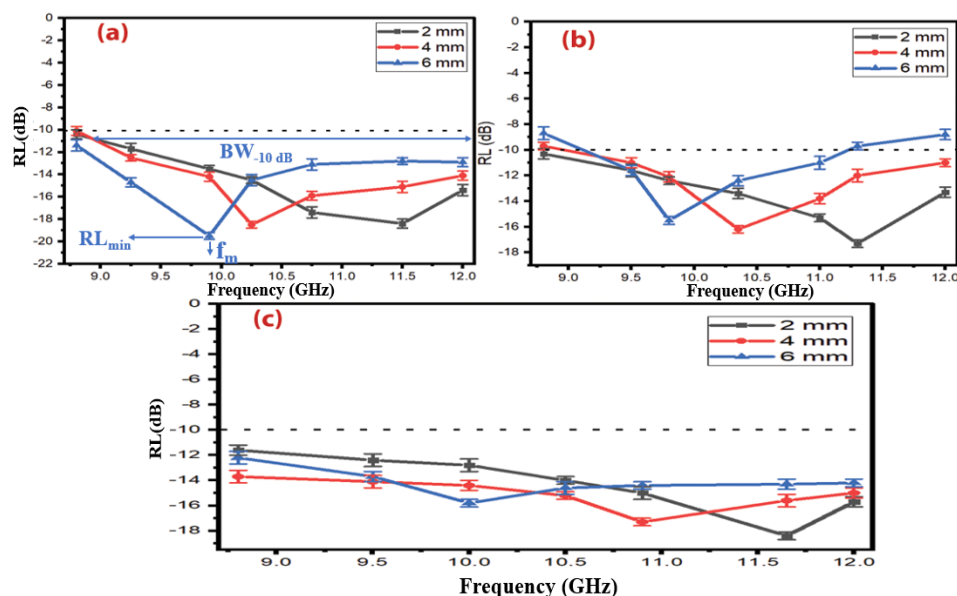 (a)
2 mm
4 mm
6 mm
0
-2
-4
-6
-8
-10
-12
-14
-16
-18
-20
-22
RL(dB)
BW-10 dB
RLmin
fm
9.0 9.5 10.0 10.5 11.0 11.5 12.0
Frequency (GHz)
(b)
2 mm
4 mm
6 mm
0
-2
-4
-6
-8
-10
-12
-14
-16
-18
RL (dB)
9.0 9.5 10.0 10.5 11.0 11.5 12.0
Frequency (GHz)
(c)
2 mm
4 mm
6 mm
0
-2
-4
-6
-8
-10
-12
-14
-16
-18
RL(dB)
9.0 9.5 10.0 10.5 11.0 11.5 12.0
Frequency (GHz)